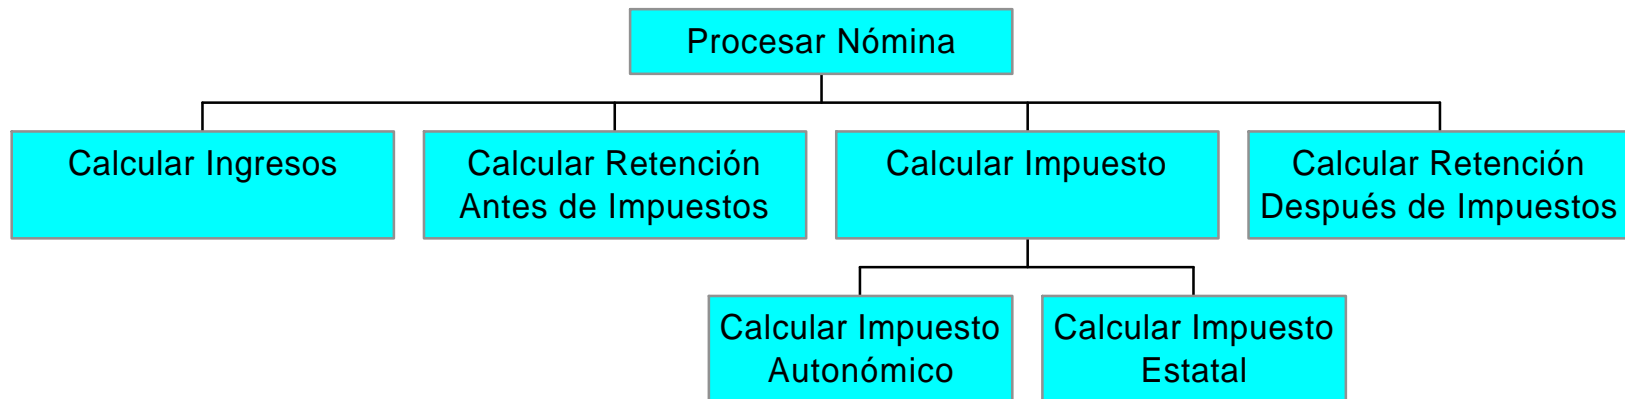 Procesar Nómina
Calcular Ingresos
Calcular Retención
Antes de Impuestos
Calcular Impuesto
Calcular Retención
Después de Impuestos
Calcular Impuesto
Autonómico
Calcular Impuesto
Estatal